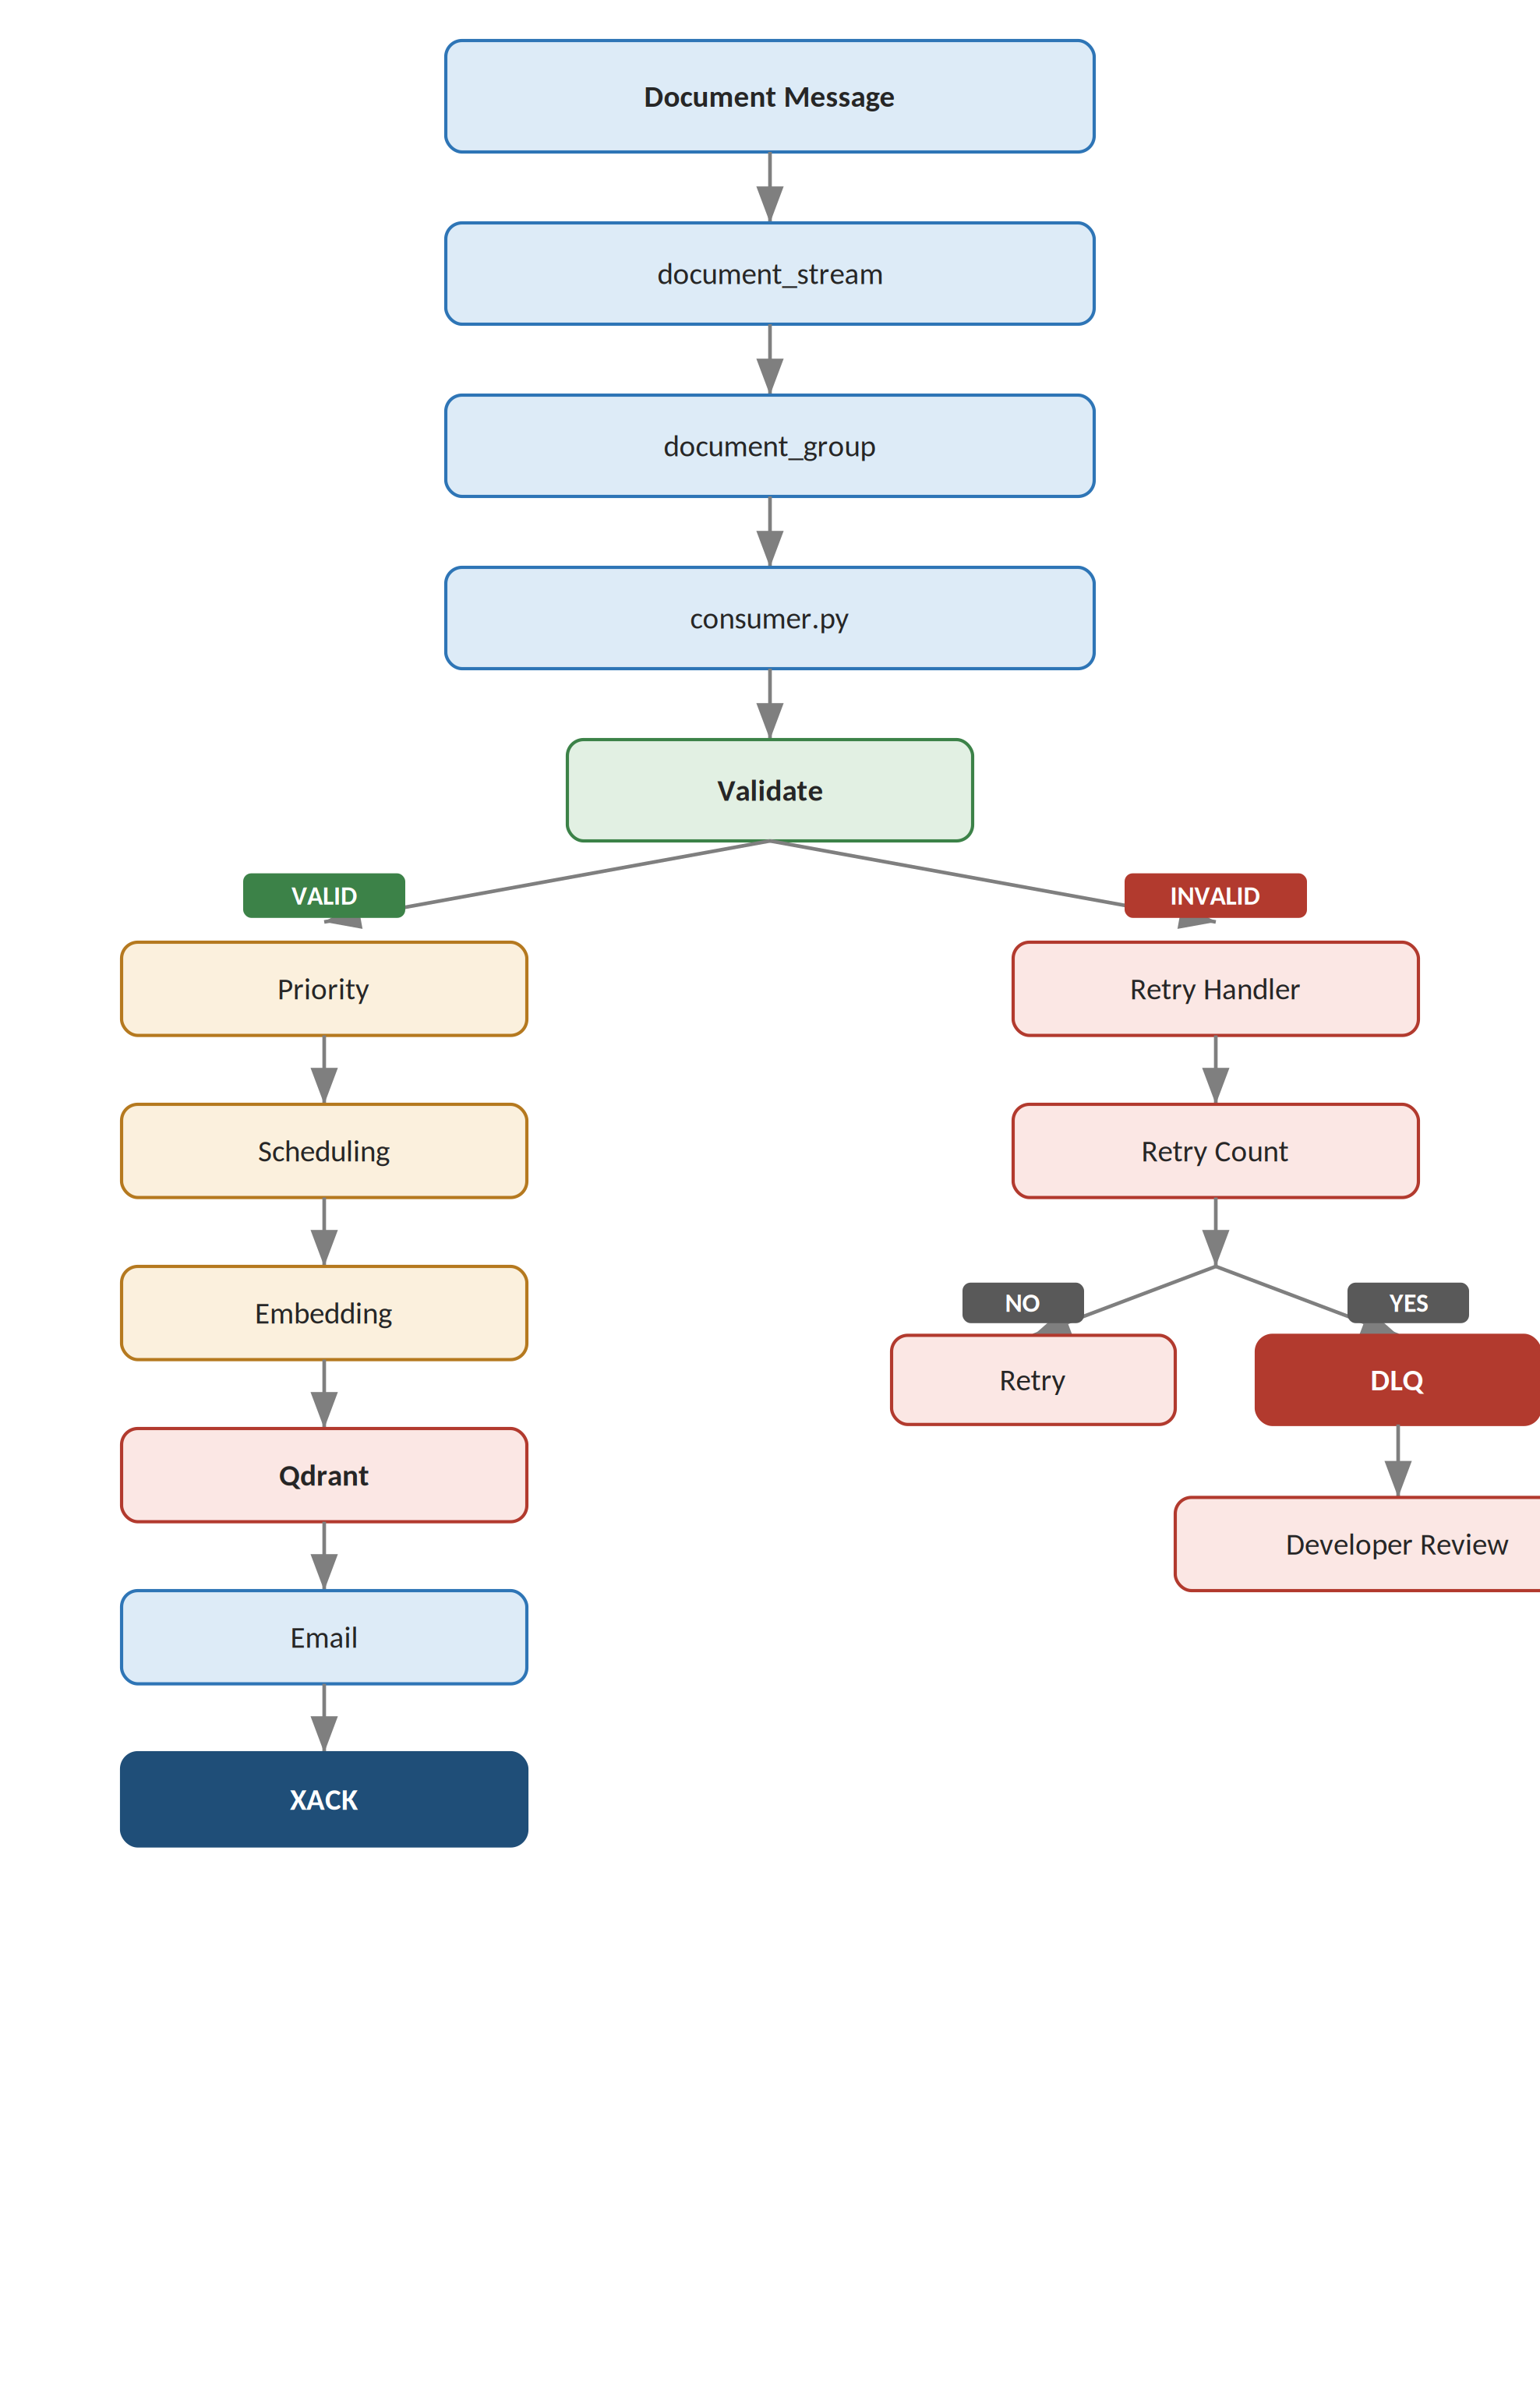 Document Message
document_stream
document_group
consumer.py
Validate
VALID
INVALID
Priority
Retry Handler
Scheduling
Retry Count
Embedding
NO
YES
Retry
DLQ
Qdrant
Developer Review
Email
XACK